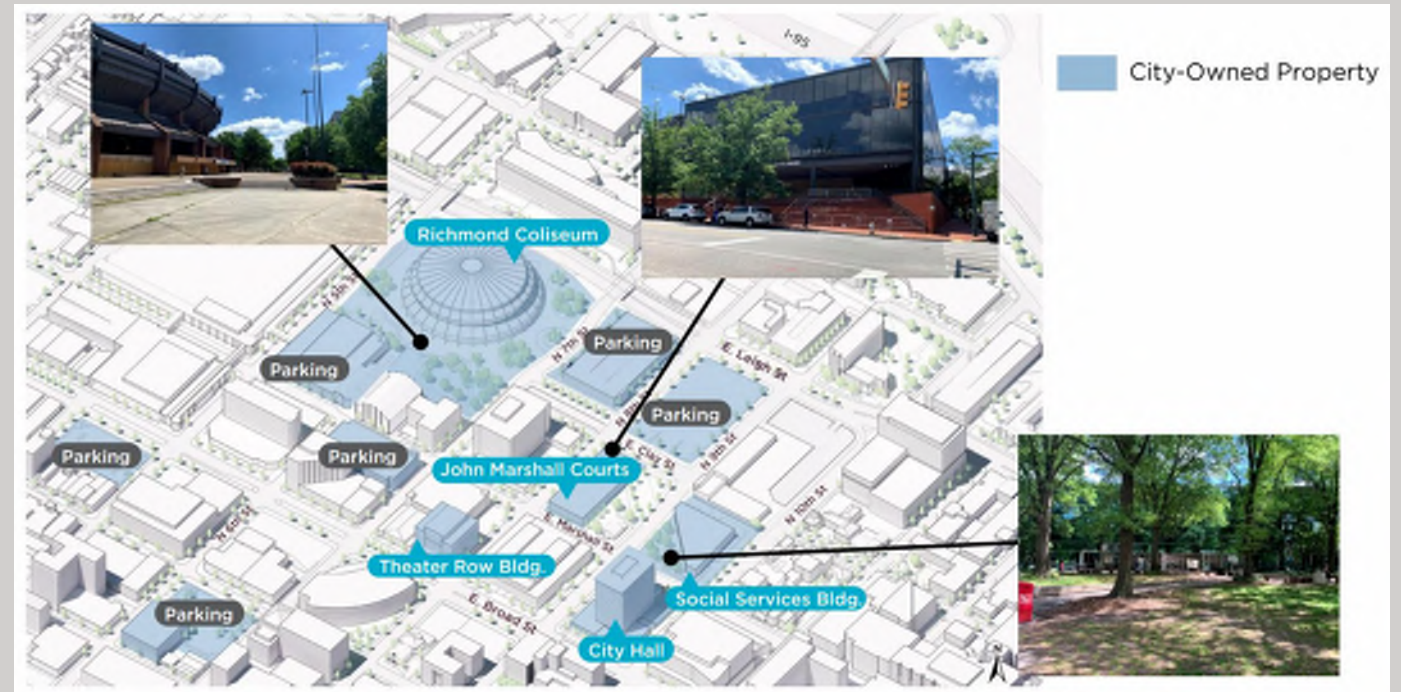 I-95
City-Owned Property
Richmond Coliseum
N 5th St
N 7th St
Parking
E. Leigh St
Parking
Parking
E. Clay St
N 9th St
Parking
Parking
John Marshall Courts
N 10th St
N 6th St
E. Marshall St
Theater Row Bldg.
Social Services Bldg.
E. Broad St
Parking
City Hall
N